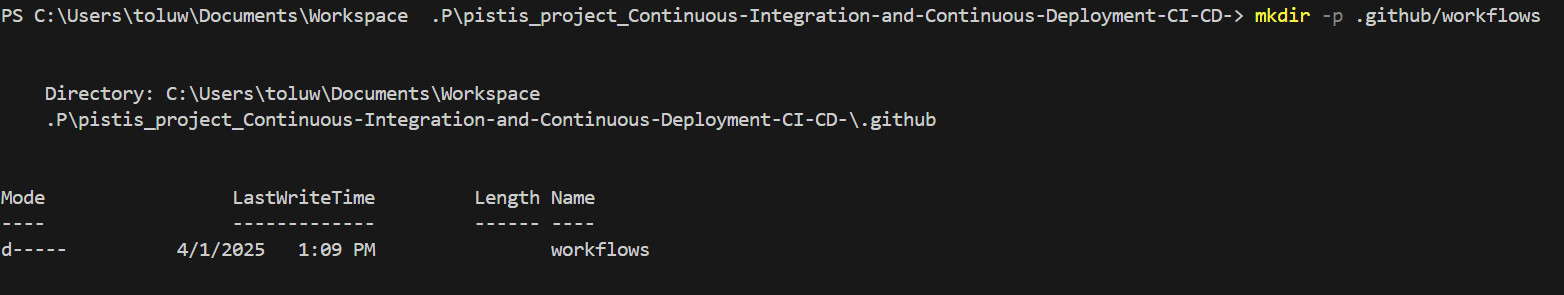 PS C:\Users\toluw\Documents\Workspace  .P\pistis_project_Continuous-Integration-and-Continuous-Deployment-CI-CD-> mkdir -p .github/workflows
Directory: C:\Users\toluw\Documents\Workspace
.P\pistis_project_Continuous-Integration-and-Continuous-Deployment-CI-CD-\.github
Mode                 LastWriteTime         Length Name
----                 -------------         ------ ----
d-----          4/1/2025   1:09 PM                workflows